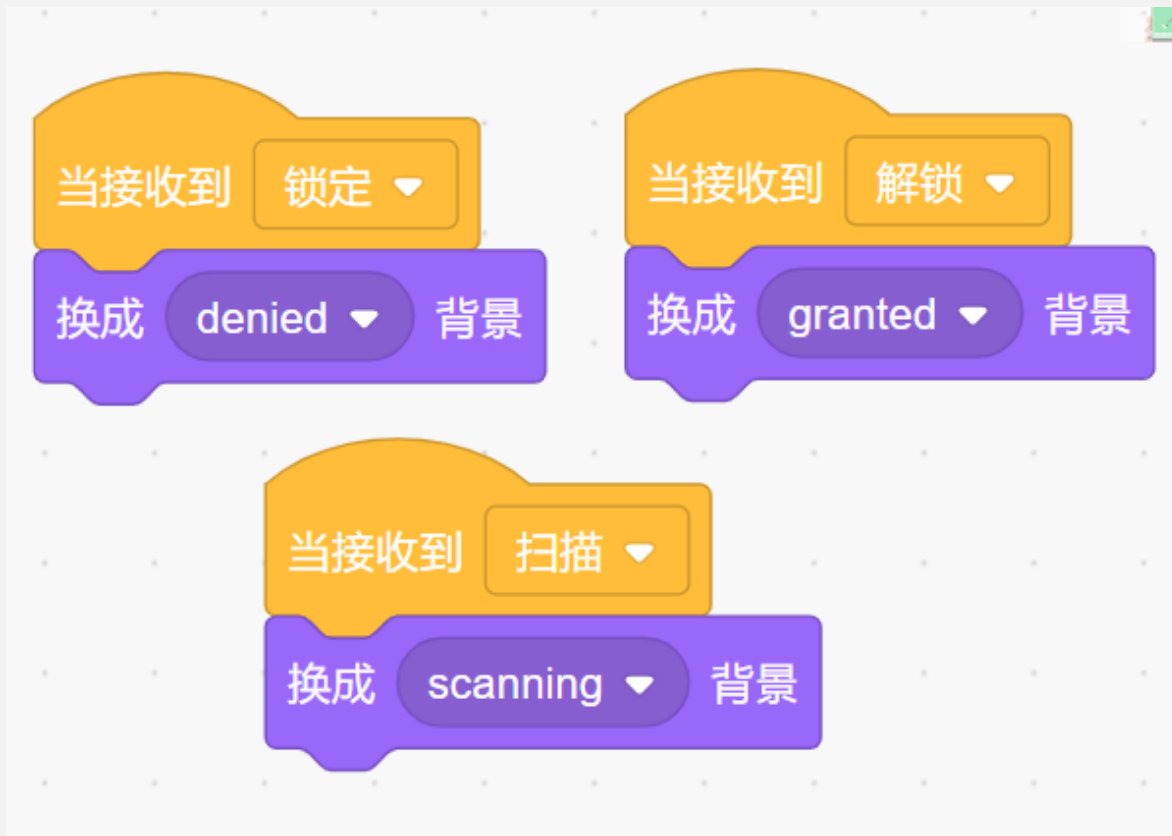 当接收到 锁定
换成 denied 背景
当接收到 解锁
换成 granted 背景
当接收到 扫描
换成 scanning 背景